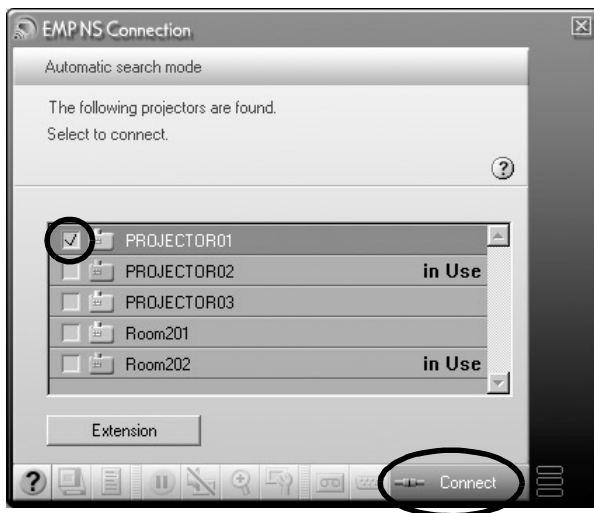 EMP NS Connection
Automatic search mode
The following projectors are found.
Select to connect.
?
PROJECTOR01
PROJECTOR02 in Use
PROJECTOR03
Room201
Room202 in Use
Extension
? Connect